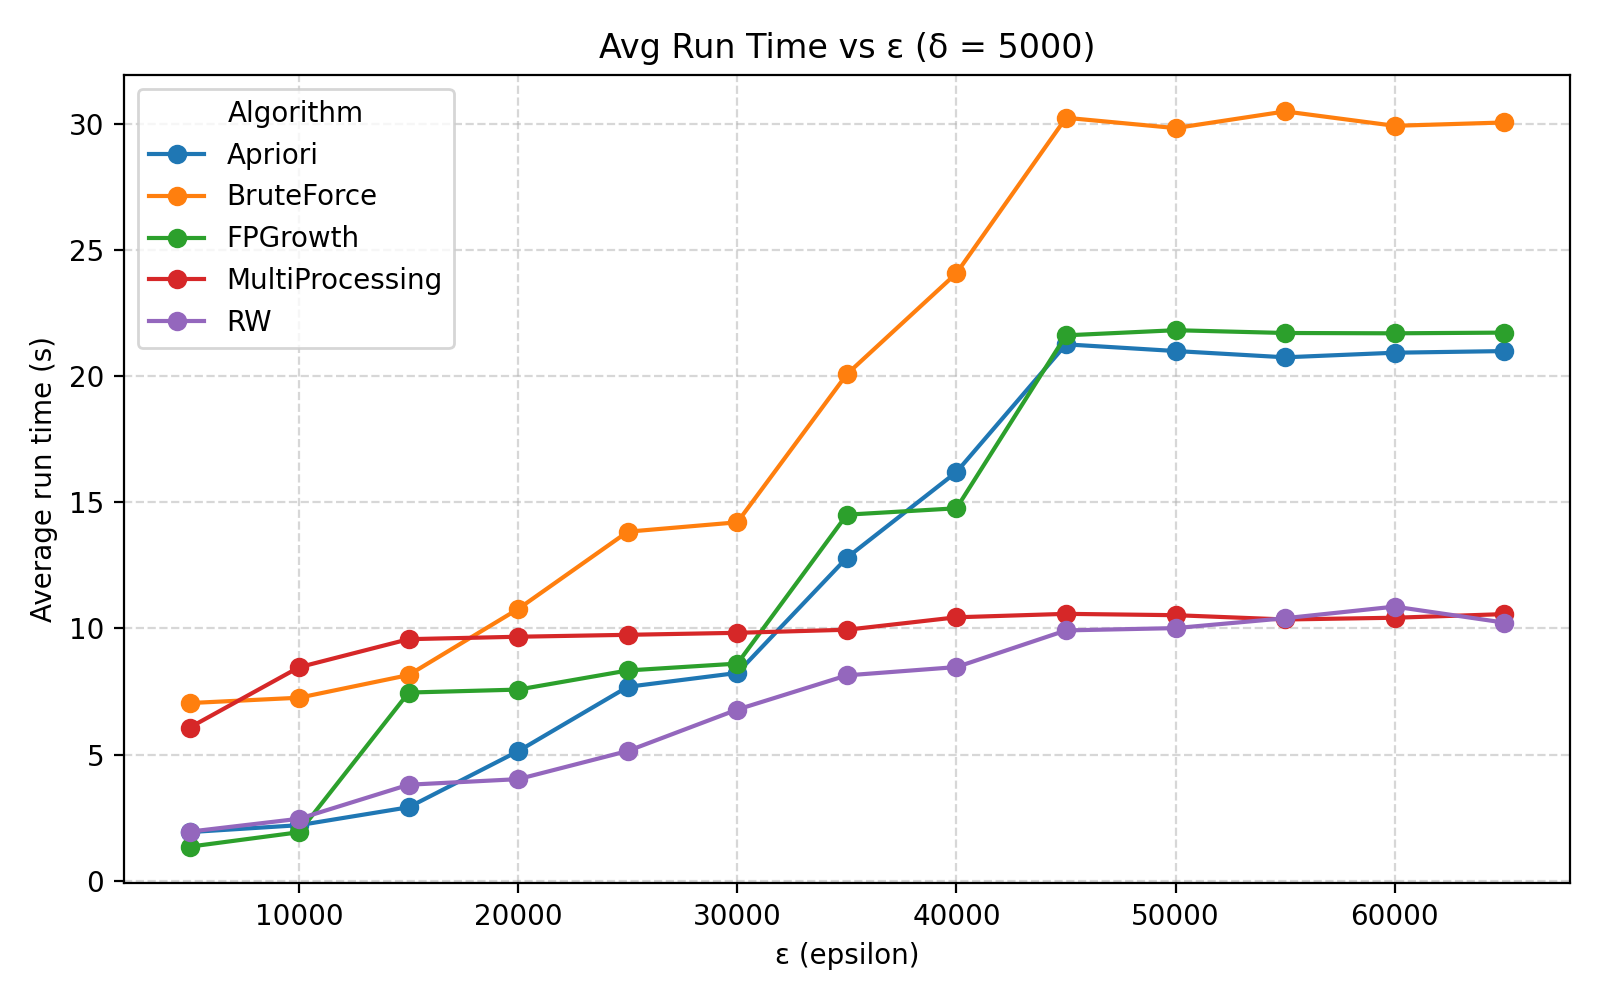 Avg Run Time vs ε (δ = 5000)
Algorithm
Apriori
BruteForce
FPGrowth
MultiProcessing
RW
Average run time (s)
30
25
20
15
10
5
0
10000 20000 30000 40000 50000 60000
ε (epsilon)